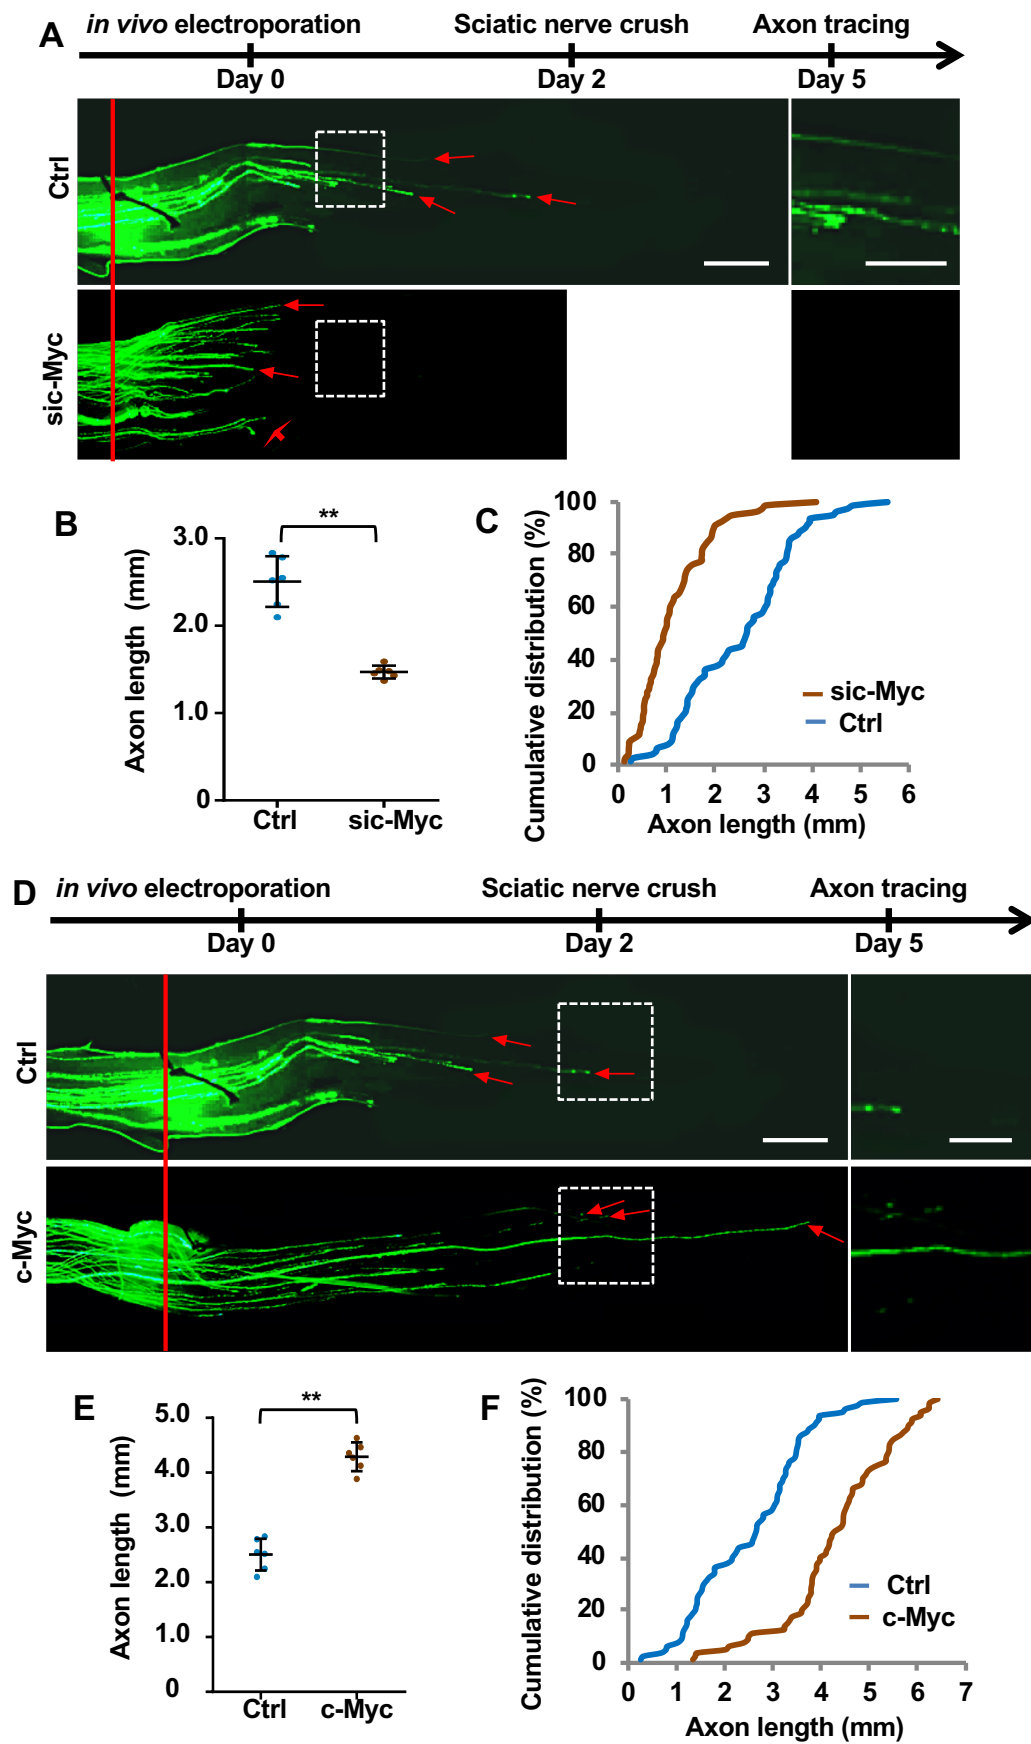 A
in vivo electroporation Sciatic nerve crush Axon tracing
Day 0 Day 2 Day 5
Ctrl
sic-Myc
B
**
Axon length (mm)
3.0
2.0
1.0
0
Ctrl sic-Myc
C
Cumulative distribution (%)
100
80
60
40
20
0
sic-Myc
Ctrl
0 1 2 3 4 5 6
Axon length (mm)
D
in vivo electroporation Sciatic nerve crush Axon tracing
Day 0 Day 2 Day 5
Ctrl
c-Myc
E
**
Axon length (mm)
5.0
4.0
3.0
2.0
1.0
0
Ctrl c-Myc
F
Cumulative distribution (%)
100
80
60
40
20
0
Ctrl
c-Myc
0 1 2 3 4 5 6 7
Axon length (mm)